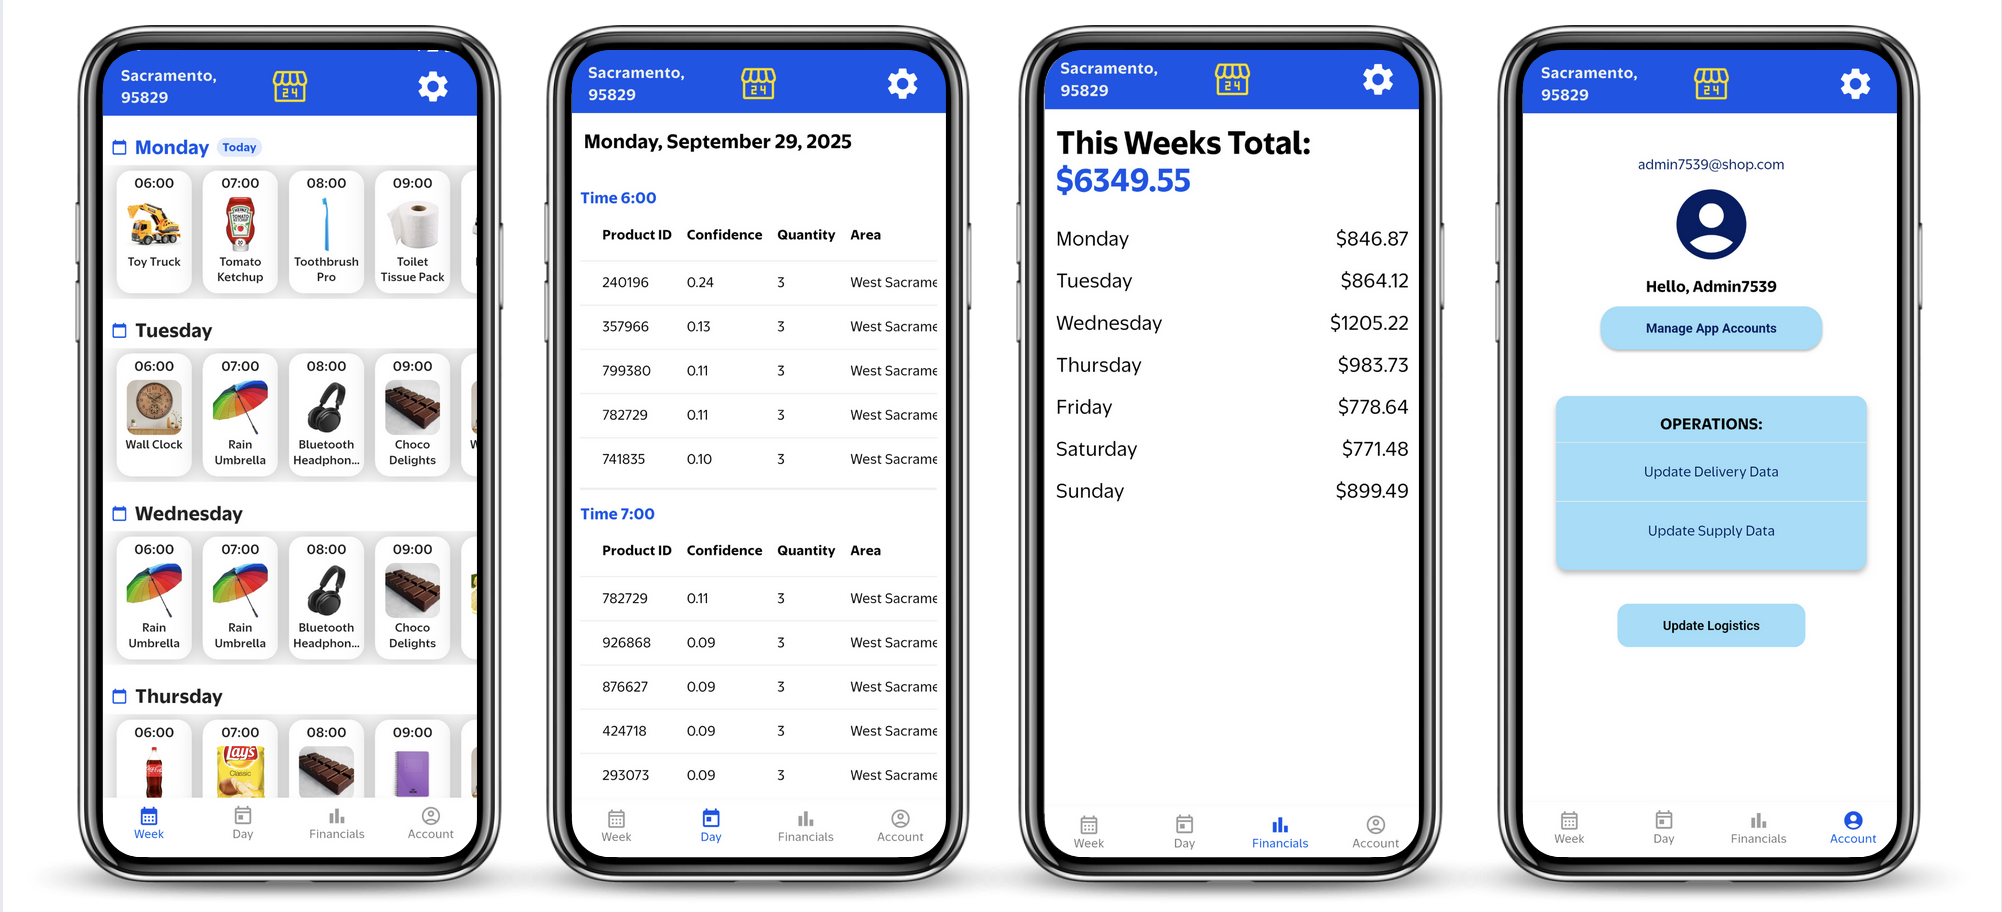 Sacramento,
95829
24
Monday Today
06:00 07:00 08:00 09:00
HEINZ
TOMATO
KETCHUP
Toy Truck Tomato Toothbrush Toilet
Ketchup Pro Tissue Pack
Tuesday
06:00 07:00 08:00 09:00
Wall Clock Rain Bluetooth Choco
Umbrella Headphon... Delights
Wednesday
06:00 07:00 08:00 09:00
Rain Rain Bluetooth Choco
Umbrella Umbrella Headphon... Delights
Thursday
06:00 07:00 08:00 09:00
Lay's
Classic
Week Day Financials Account
Sacramento,
95829
24
Monday, September 29, 2025
Time 6:00
Product ID Confidence Quantity Area
240196 0.24 3 West Sacrame
357966 0.13 3 West Sacrame
799380 0.11 3 West Sacrame
782729 0.11 3 West Sacrame
741835 0.10 3 West Sacrame
Time 7:00
Product ID Confidence Quantity Area
782729 0.11 3 West Sacrame
926868 0.09 3 West Sacrame
876627 0.09 3 West Sacrame
424718 0.09 3 West Sacrame
293073 0.09 3 West Sacrame
Week Day Financials Account
Sacramento,
95829
24
This Weeks Total:
$6349.55
Monday $846.87
Tuesday $864.12
Wednesday $1205.22
Thursday $983.73
Friday $778.64
Saturday $771.48
Sunday $899.49
Week Day Financials Account
Sacramento,
95829
24
admin7539@shop.com
Hello, Admin7539
Manage App Accounts
OPERATIONS:
Update Delivery Data
Update Supply Data
Update Logistics
Week Day Financials Account